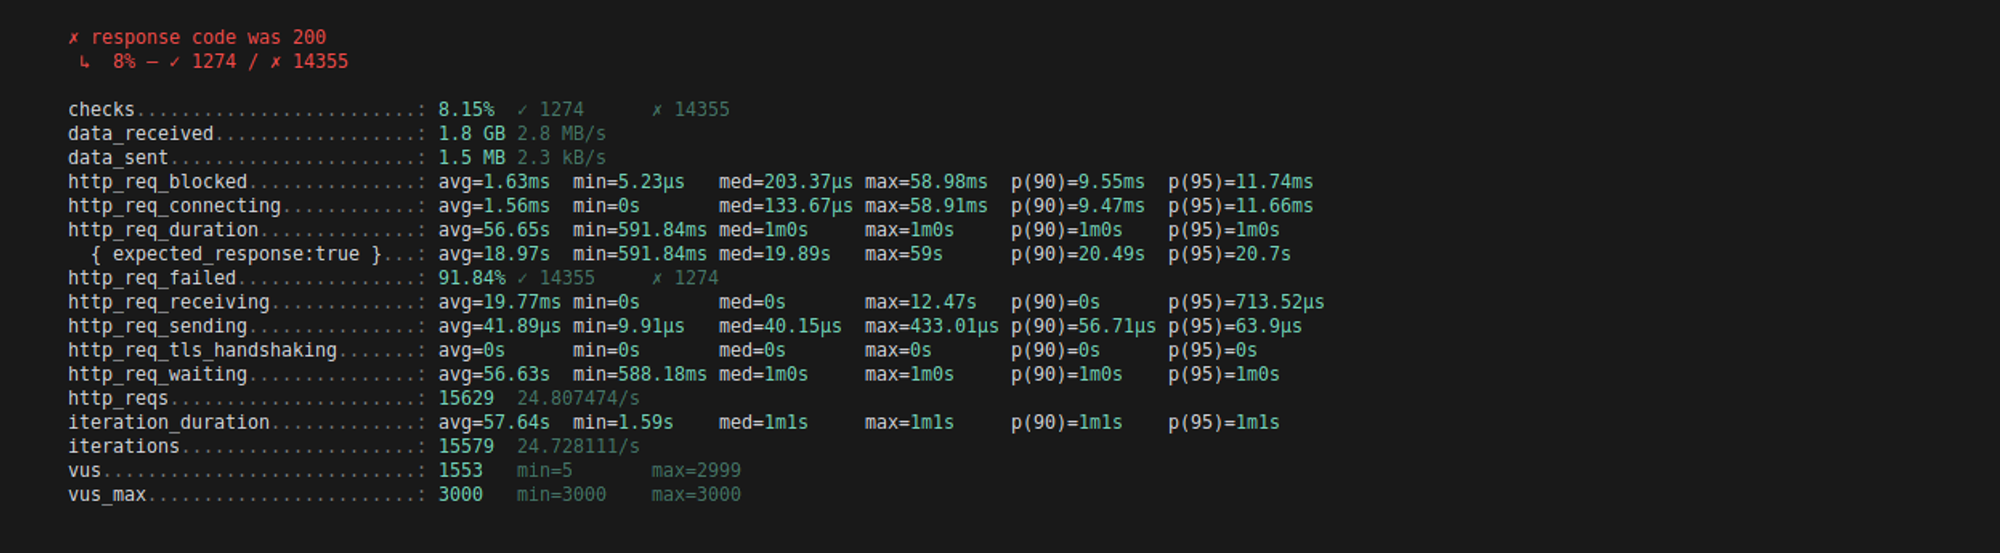 ✗ response code was 200
↳  8% — ✓ 1274 / ✗ 14355
checks.........................: 8.15%  ✓ 1274      ✗ 14355
data_received..................: 1.8 GB 2.8 MB/s
data_sent......................: 1.5 MB 2.3 kB/s
http_req_blocked...............: avg=1.63ms  min=5.23µs   med=203.37µs max=58.98ms  p(90)=9.55ms  p(95)=11.74ms
http_req_connecting............: avg=1.56ms  min=0s       med=133.67µs max=58.91ms  p(90)=9.47ms  p(95)=11.66ms
http_req_duration..............: avg=56.65s  min=591.84ms med=1m0s     max=1m0s     p(90)=1m0s    p(95)=1m0s
{ expected_response:true }...: avg=18.97s  min=591.84ms med=19.89s   max=59s      p(90)=20.49s  p(95)=20.7s
http_req_failed................: 91.84% ✓ 14355     ✗ 1274
http_req_receiving.............: avg=19.77ms min=0s       med=0s       max=12.47s   p(90)=0s      p(95)=713.52µs
http_req_sending...............: avg=41.89µs min=9.91µs   med=40.15µs  max=433.01µs p(90)=56.71µs p(95)=63.9µs
http_req_tls_handshaking.......: avg=0s      min=0s       med=0s       max=0s       p(90)=0s      p(95)=0s
http_req_waiting...............: avg=56.63s  min=588.18ms med=1m0s     max=1m0s     p(90)=1m0s    p(95)=1m0s
http_reqs......................: 15629  24.807474/s
iteration_duration.............: avg=57.64s  min=1.59s    med=1m1s     max=1m1s     p(90)=1m1s    p(95)=1m1s
iterations.....................: 15579  24.728111/s
vus............................: 1553   min=5       max=2999
vus_max........................: 3000   min=3000    max=3000